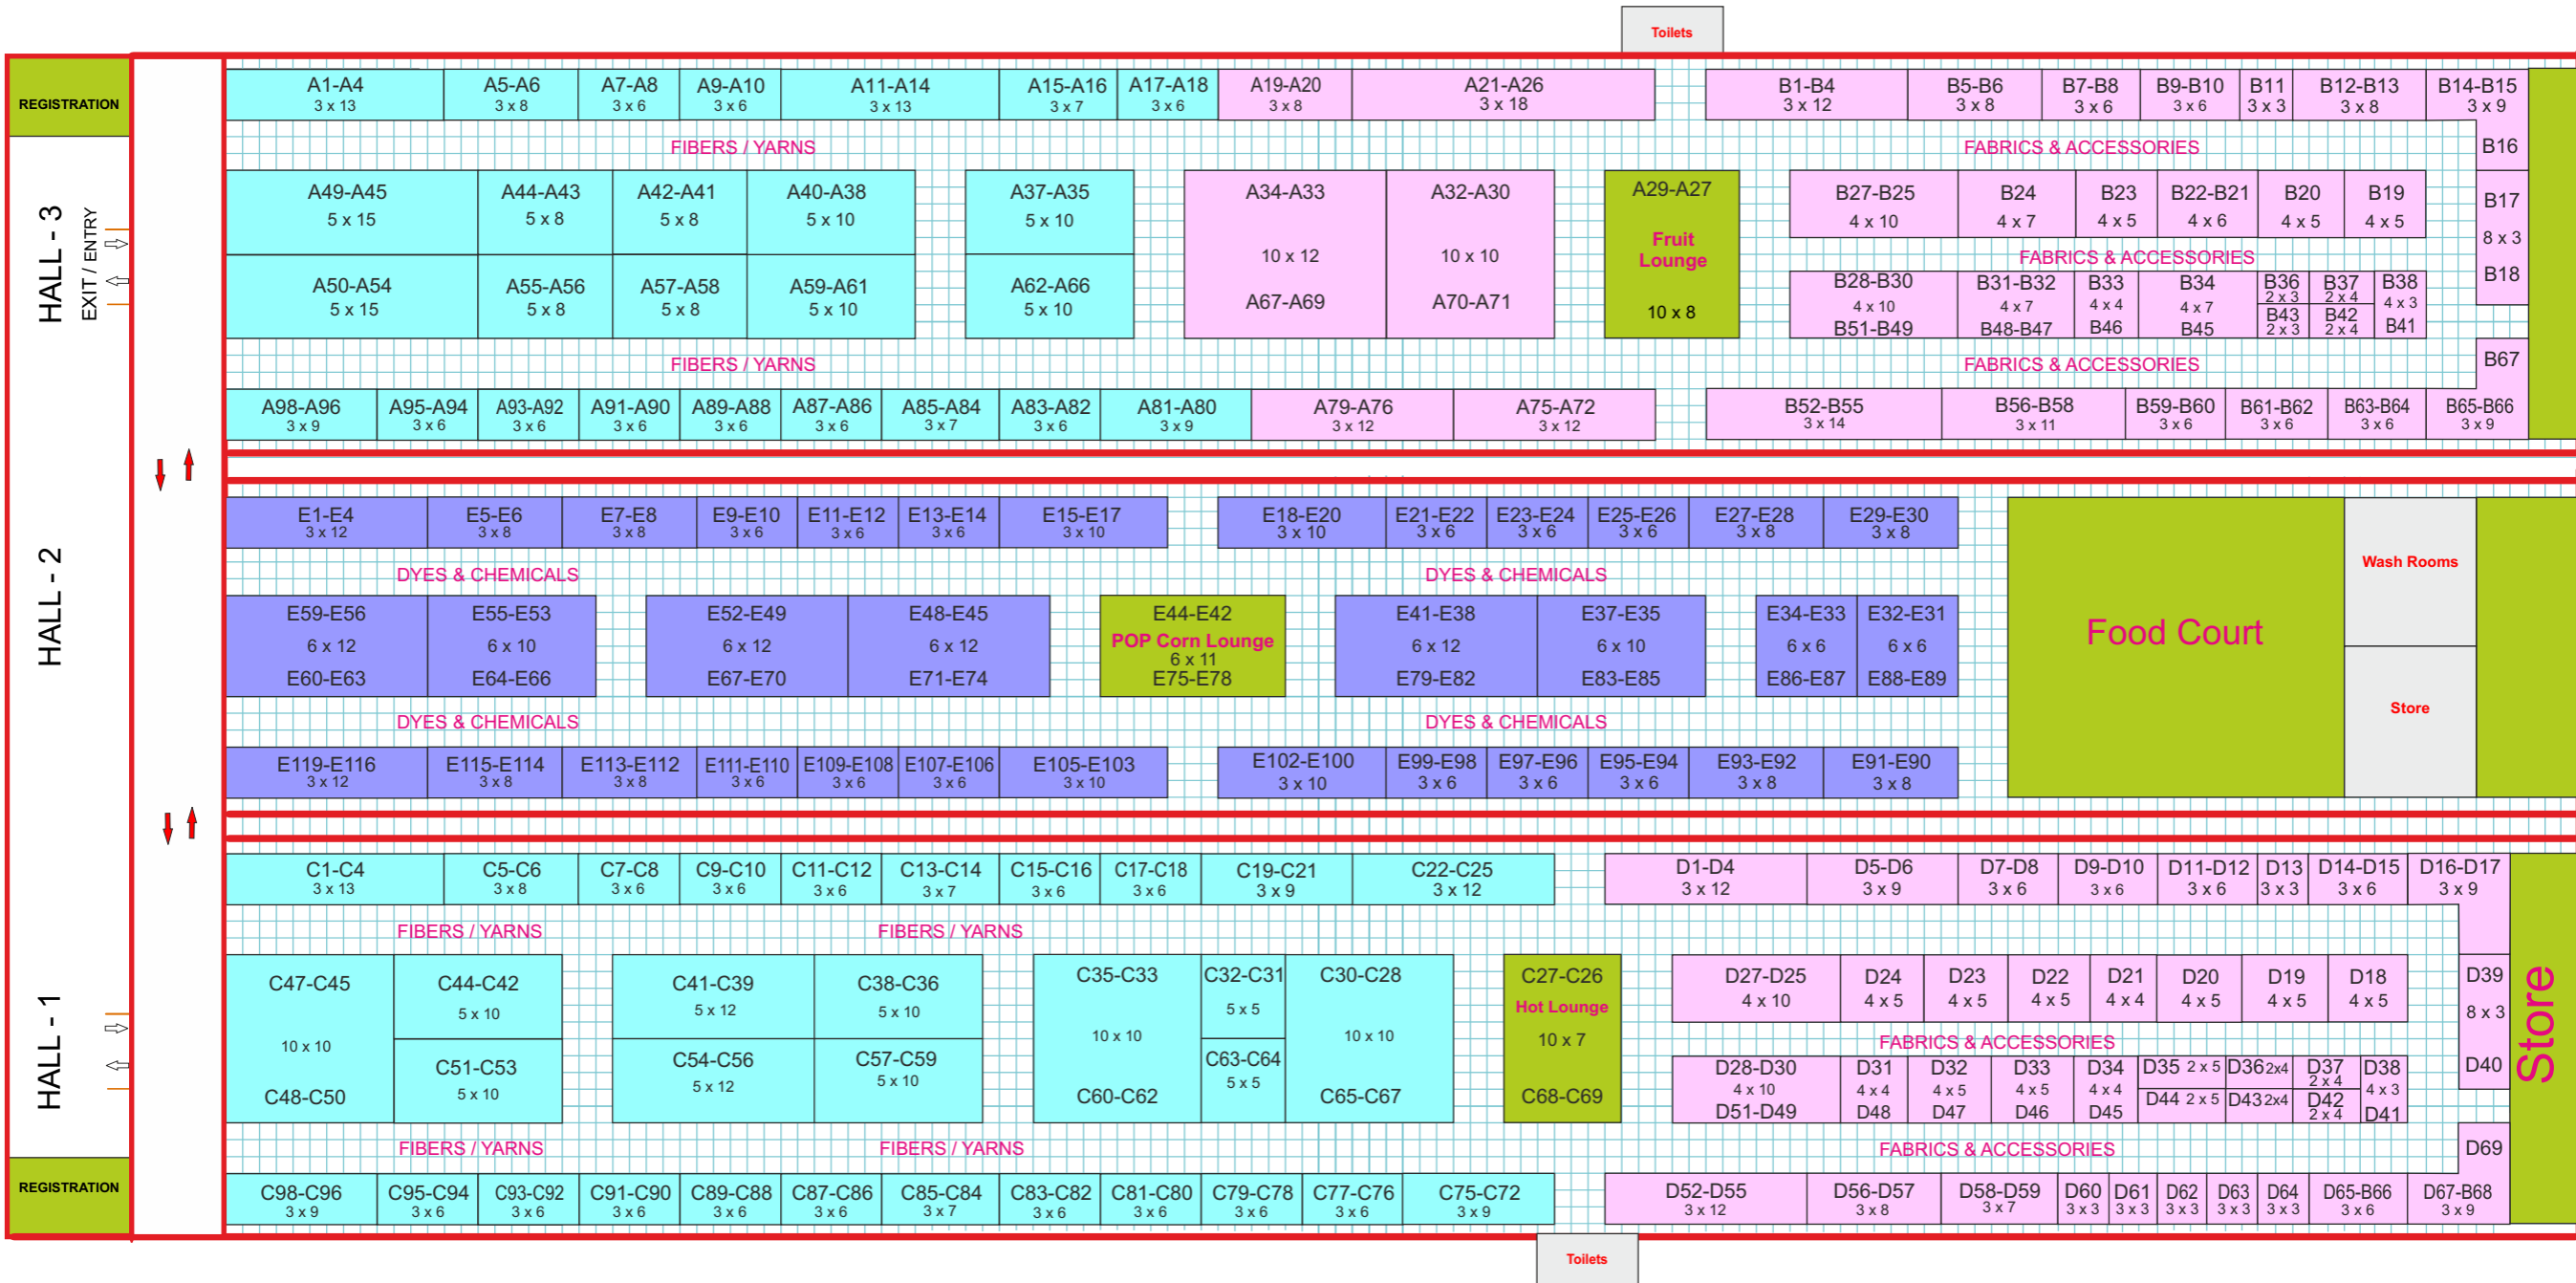 Toilets
REGISTRATION
HALL - 3
EXIT / ENTRY
A1-A4
3 x 13
A5-A6
3 x 8
A7-A8
3 x 6
A9-A10
3 x 6
A11-A14
3 x 13
A15-A16
3 x 7
A17-A18
3 x 6
A19-A20
3 x 8
A21-A26
3 x 18
B1-B4
3 x 12
B5-B6
3 x 8
B7-B8
3 x 6
B9-B10
3 x 6
B11
3 x 3
B12-B13
3 x 8
B14-B15
3 x 9
B16
FIBERS / YARNS
FABRICS & ACCESSORIES
A49-A45
5 x 15
A44-A43
5 x 8
A42-A41
5 x 8
A40-A38
5 x 10
A37-A35
5 x 10
A34-A33
10 x 12
A67-A69
A32-A30
10 x 10
A70-A71
A29-A27
Fruit
Lounge
10 x 8
B27-B25
4 x 10
B24
4 x 7
B23
4 x 5
B22-B21
4 x 6
B20
4 x 5
B19
4 x 5
B17
8 x 3
B18
FABRICS & ACCESSORIES
A50-A54
5 x 15
A55-A56
5 x 8
A57-A58
5 x 8
A59-A61
5 x 10
A62-A66
5 x 10
B28-B30
4 x 10
B51-B49
B31-B32
4 x 7
B48-B47
B33
4 x 4
B46
B34
4 x 7
B45
B36
2 x 3
B43
2 x 3
B37
2 x 4
B42
2 x 4
B38
4 x 3
B41
FIBERS / YARNS
FABRICS & ACCESSORIES
B67
A98-A96
3 x 9
A95-A94
3 x 6
A93-A92
3 x 6
A91-A90
3 x 6
A89-A88
3 x 6
A87-A86
3 x 6
A85-A84
3 x 7
A83-A82
3 x 6
A81-A80
3 x 9
A79-A76
3 x 12
A75-A72
3 x 12
B52-B55
3 x 14
B56-B58
3 x 11
B59-B60
3 x 6
B61-B62
3 x 6
B63-B64
3 x 6
B65-B66
3 x 9
HALL - 2
E1-E4
3 x 12
E5-E6
3 x 8
E7-E8
3 x 8
E9-E10
3 x 6
E11-E12
3 x 6
E13-E14
3 x 6
E15-E17
3 x 10
E18-E20
3 x 10
E21-E22
3 x 6
E23-E24
3 x 6
E25-E26
3 x 6
E27-E28
3 x 8
E29-E30
3 x 8
DYES & CHEMICALS
DYES & CHEMICALS
E59-E56
6 x 12
E60-E63
E55-E53
6 x 10
E64-E66
E52-E49
6 x 12
E67-E70
E48-E45
6 x 12
E71-E74
E44-E42
POP Corn Lounge
6 x 11
E75-E78
E41-E38
6 x 12
E79-E82
E37-E35
6 x 10
E83-E85
E34-E33
6 x 6
E86-E87
E32-E31
6 x 6
E88-E89
Food Court
Wash Rooms
Store
DYES & CHEMICALS
DYES & CHEMICALS
E119-E116
3 x 12
E115-E114
3 x 8
E113-E112
3 x 8
E111-E110
3 x 6
E109-E108
3 x 6
E107-E106
3 x 6
E105-E103
3 x 10
E102-E100
3 x 10
E99-E98
3 x 6
E97-E96
3 x 6
E95-E94
3 x 6
E93-E92
3 x 8
E91-E90
3 x 8
HALL - 1
C1-C4
3 x 13
C5-C6
3 x 8
C7-C8
3 x 6
C9-C10
3 x 6
C11-C12
3 x 6
C13-C14
3 x 7
C15-C16
3 x 6
C17-C18
3 x 6
C19-C21
3 x 9
C22-C25
3 x 12
D1-D4
3 x 12
D5-D6
3 x 9
D7-D8
3 x 6
D9-D10
3 x 6
D11-D12
3 x 6
D13
3 x 3
D14-D15
3 x 6
D16-D17
3 x 9
FIBERS / YARNS
FIBERS / YARNS
C47-C45
10 x 10
C48-C50
C44-C42
5 x 10
C41-C39
5 x 12
C38-C36
5 x 10
C35-C33
10 x 10
C60-C62
C32-C31
5 x 5
C30-C28
10 x 10
C65-C67
C27-C26
Hot Lounge
10 x 7
C68-C69
D27-D25
4 x 10
D24
4 x 5
D23
4 x 5
D22
4 x 5
D21
4 x 4
D20
4 x 5
D19
4 x 5
D18
4 x 5
D39
8 x 3
D40
Store
FABRICS & ACCESSORIES
C51-C53
5 x 10
C54-C56
5 x 12
C57-C59
5 x 10
C63-C64
5 x 5
D28-D30
4 x 10
D51-D49
D31
4 x 4
D48
D32
4 x 5
D47
D33
4 x 5
D46
D34
4 x 4
D45
D35 2 x 5
D44 2 x 5
D36 2x4
D43 2x4
D37
2 x 4
D42
2 x 4
D38
4 x 3
D41
FIBERS / YARNS
FIBERS / YARNS
FABRICS & ACCESSORIES
D69
REGISTRATION
C98-C96
3 x 9
C95-C94
3 x 6
C93-C92
3 x 6
C91-C90
3 x 6
C89-C88
3 x 6
C87-C86
3 x 6
C85-C84
3 x 7
C83-C82
3 x 6
C81-C80
3 x 6
C79-C78
3 x 6
C77-C76
3 x 6
C75-C72
3 x 9
D52-D55
3 x 12
D56-D57
3 x 8
D58-D59
3 x 7
D60
3 x 3
D61
3 x 3
D62
3 x 3
D63
3 x 3
D64
3 x 3
D65-B66
3 x 6
D67-B68
3 x 9
Toilets